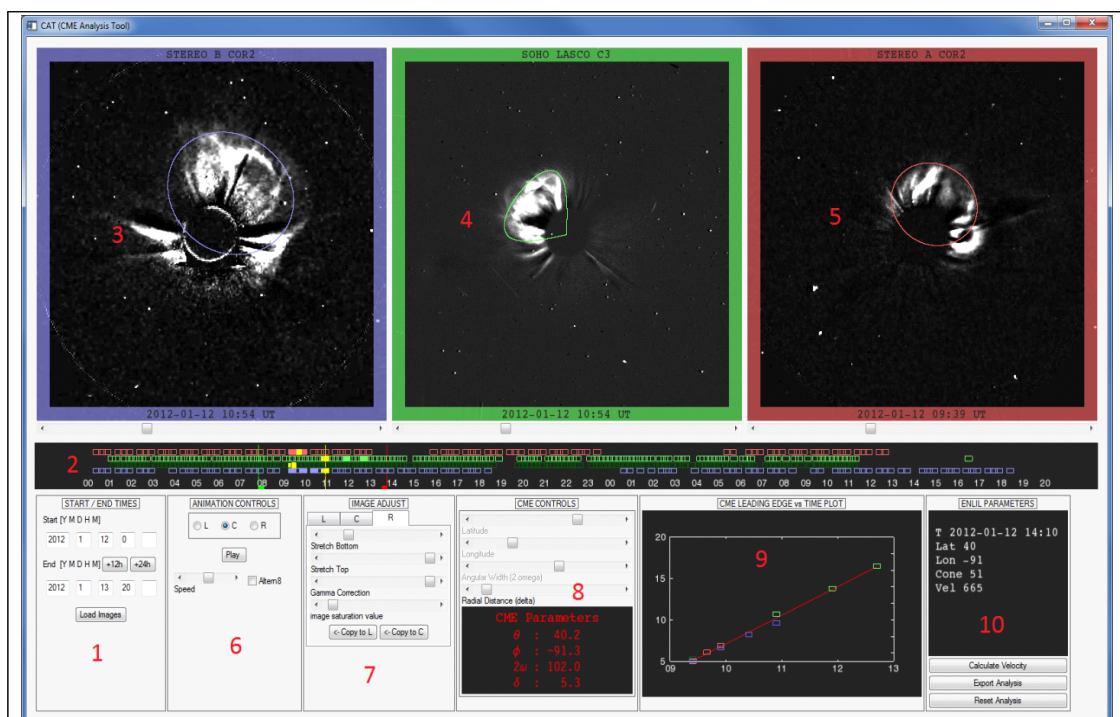 CAT (CME Analysis Tool)
STEREO B COR2
SOHO LASCO C3
STEREO A COR2
3
4
5
2012-01-12 10:54 UT
2012-01-12 10:54 UT
2012-01-12 09:39 UT
2
00 01 02 03 04 05 06 07 08 09 10 11 12 13 14 15 16 17 18 19 20 21 22 23 00 01 02 03 04 05 06 07 08 09 10 11 12 13 14 15 16 17 18 19 20
START / END TIMES
Start [Y M D H M]
2012 1 12 0
End [Y M D H M] +12h +24h
2012 1 13 20
Load Images
1
ANIMATION CONTROLS
L C R
Play
Speed
Altern8
6
IMAGE ADJUST
L C R
Stretch Bottom
Stretch Top
Gamma Correction
image saturation value
<- Copy to L <- Copy to C
7
CME CONTROLS
Latitude
Longitude
Angular Width (2 omega)
Radial Distance (delta)
8
CME Parameters
θ : 40.2
ϕ : -91.3
2ω : 102.0
δ : 5.3
CME LEADING EDGE vs TIME PLOT
20
15
10
5
09 10 11 12 13
9
ENLIL PARAMETERS
T 2012-01-12 14:10
Lat 40
Lon -91
Cone 51
Vel 665
10
Calculate Velocity
Export Analysis
Reset Analysis